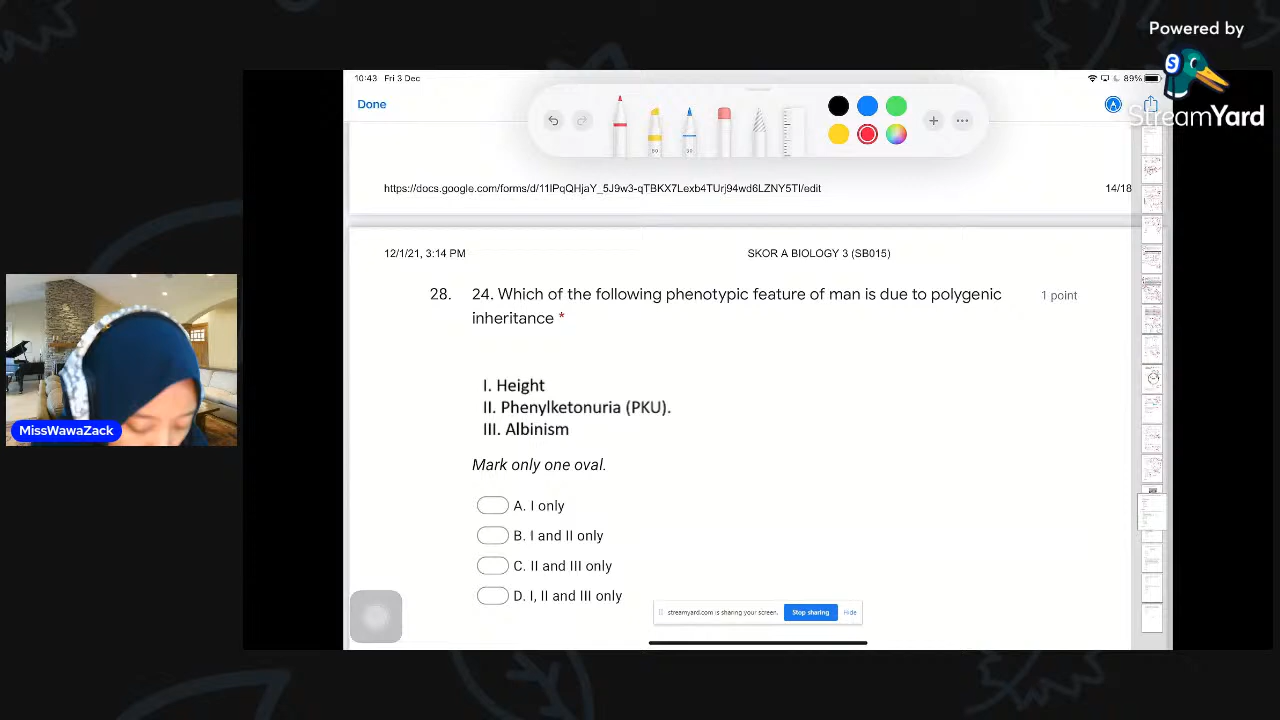 Powered by
StreamYard
10:43 Fri 3 Dec
89%
Done
https://docs.google.com/forms/d/11lPqQHjaY_5J9w3-qTBKX7Lexb4TUrj94wd6LZNY5TI/edit
14/18
12/1/21, 3:14 PM
SKOR A BIOLOGY 3 (SB015)
28.
24. Which of the following phenotypic feature of man is due to polygenic
inheritance *
1 point
I. Height
II. Phenylketonuria (PKU).
III. Albinism
Mark only one oval.
A. I only
B. I and II only
C. II and III only
D. I, II and III only
streamyard.com is sharing your screen.
Stop sharing
Hide
MissWawaZack